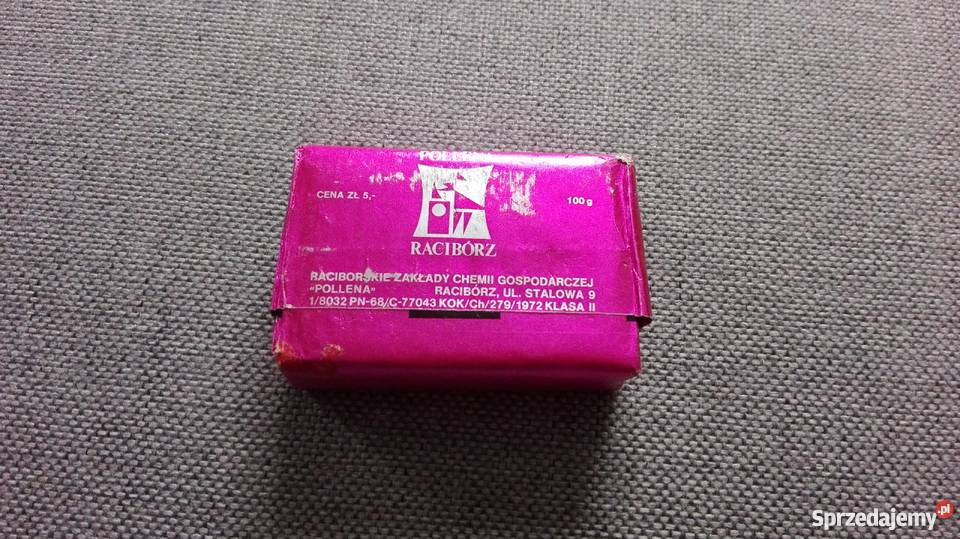 CENA ZŁ 5,-
100 g
RACIBÓRZ
RACIBORSKIE ZAKŁADY CHEMII GOSPODARCZEJ
"POLLENA" RACIBÓRZ, UL. STALOWA 9
1/8032 PN-68/C-77043 KOK/Ch/279/1972 KLASA II
Sprzedajemy.pl